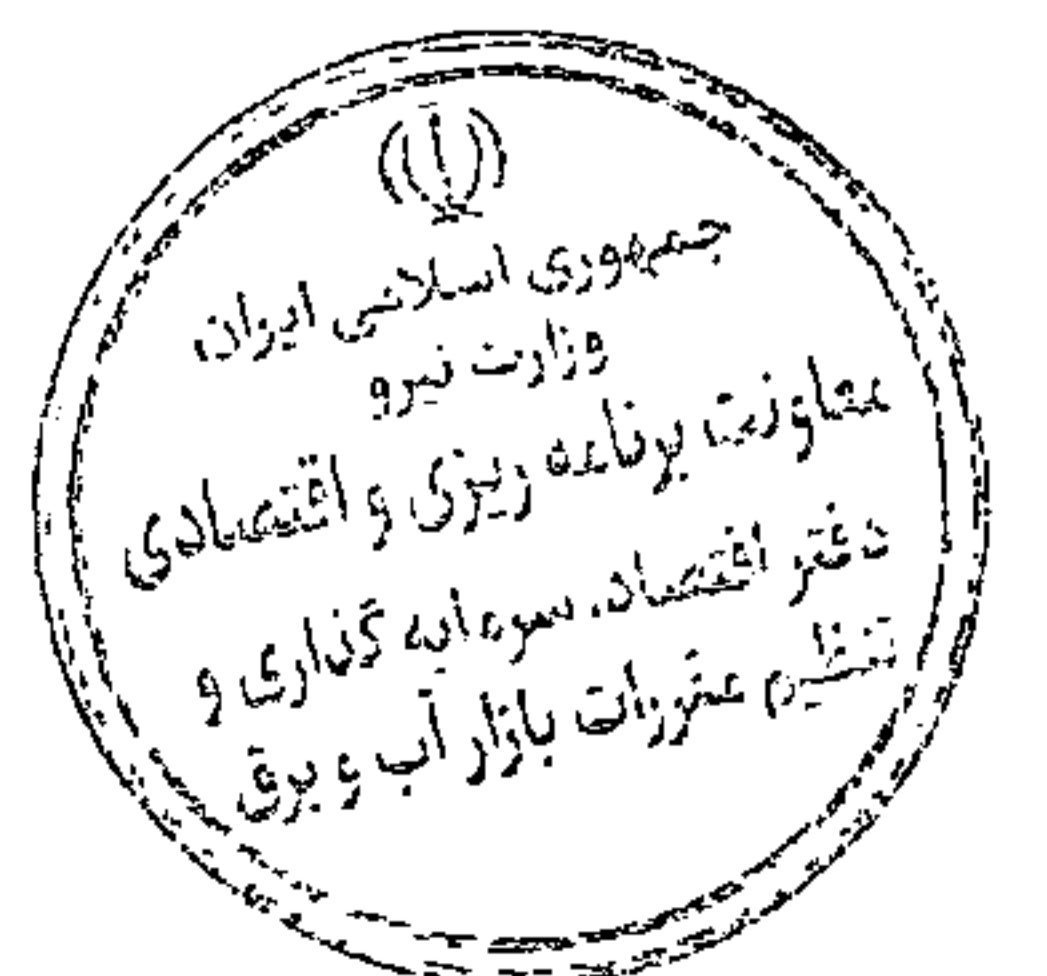 جمهوری اسلامی ایران
وزارت نیرو
معاونت برنامه ریزی و اقتصادی
دفتر اقتصاد، سرمایه گذاری و
تنظیم مقررات بازار آب و برق